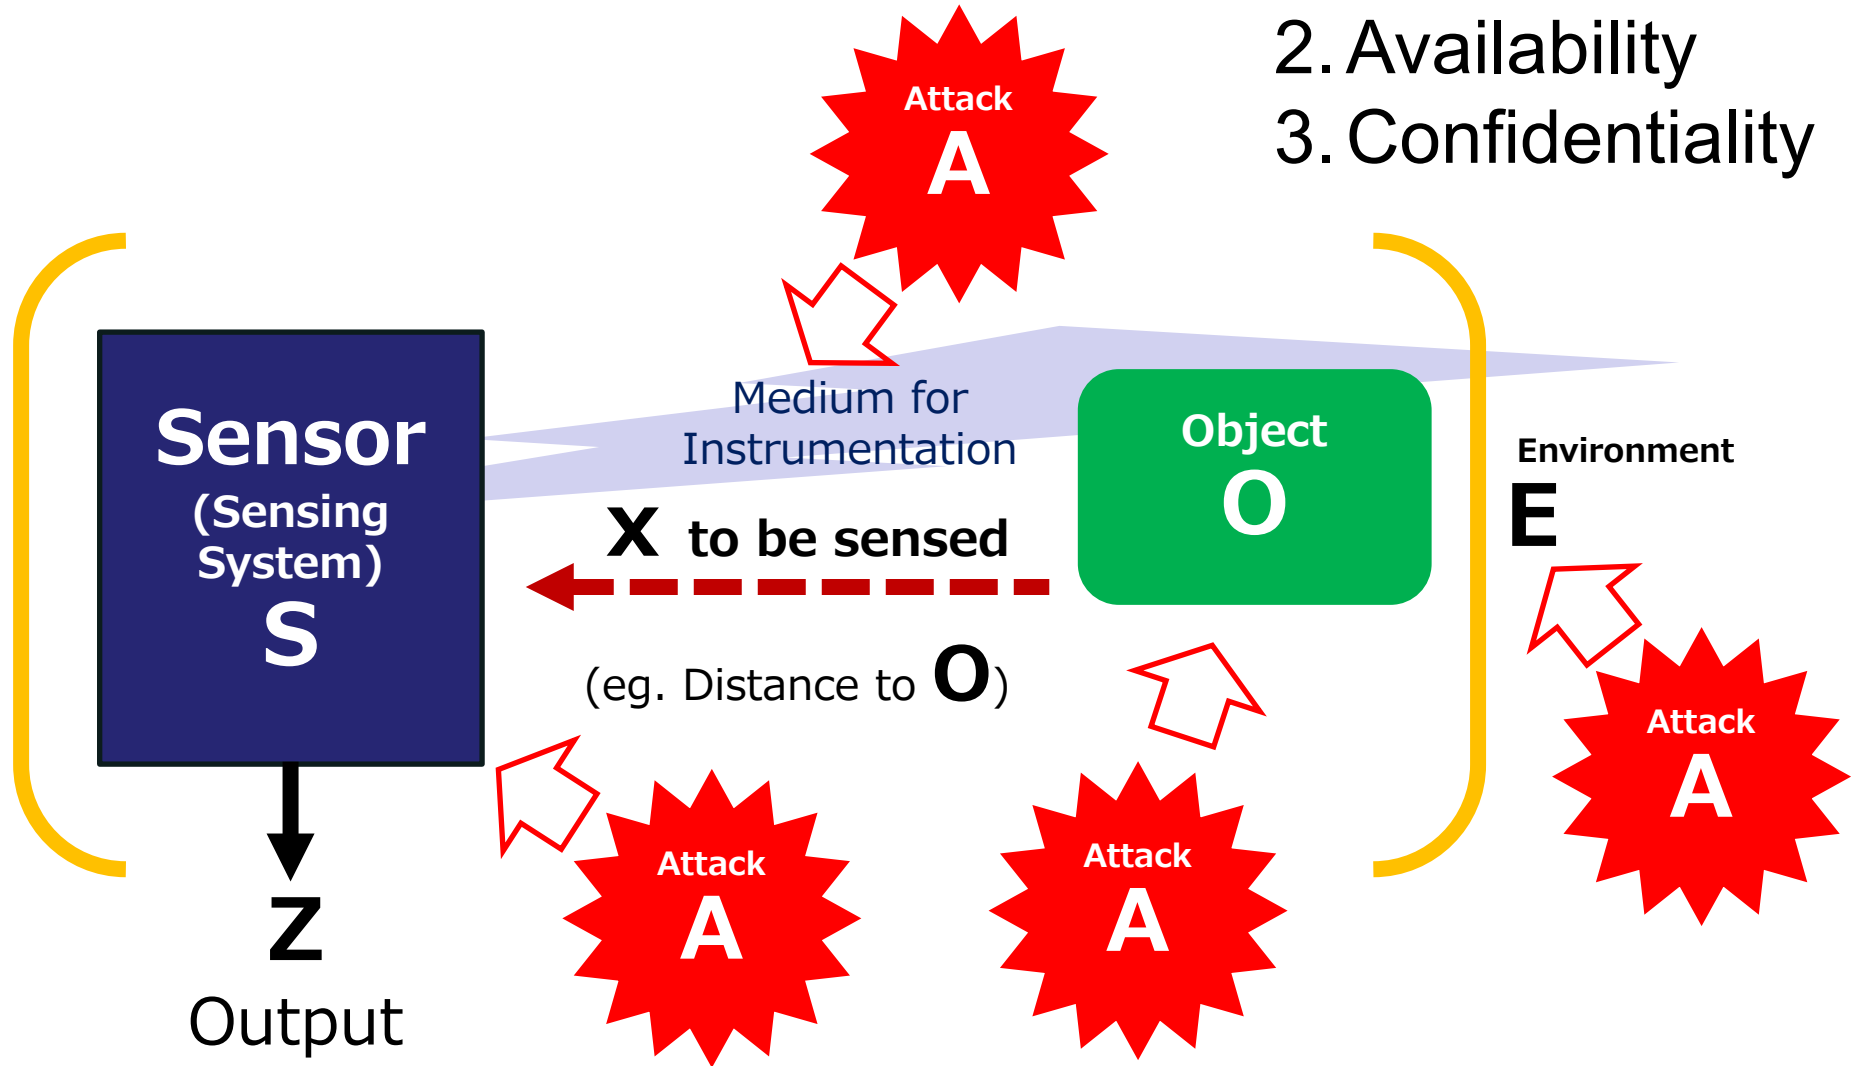 2. Availability
3. Confidentiality
Attack
A
Sensor
(Sensing
System)
S
Medium for
Instrumentation
Object
O
Environment
E
X to be sensed
(eg. Distance to O)
Attack
A
Attack
A
Attack
A
Z
Output